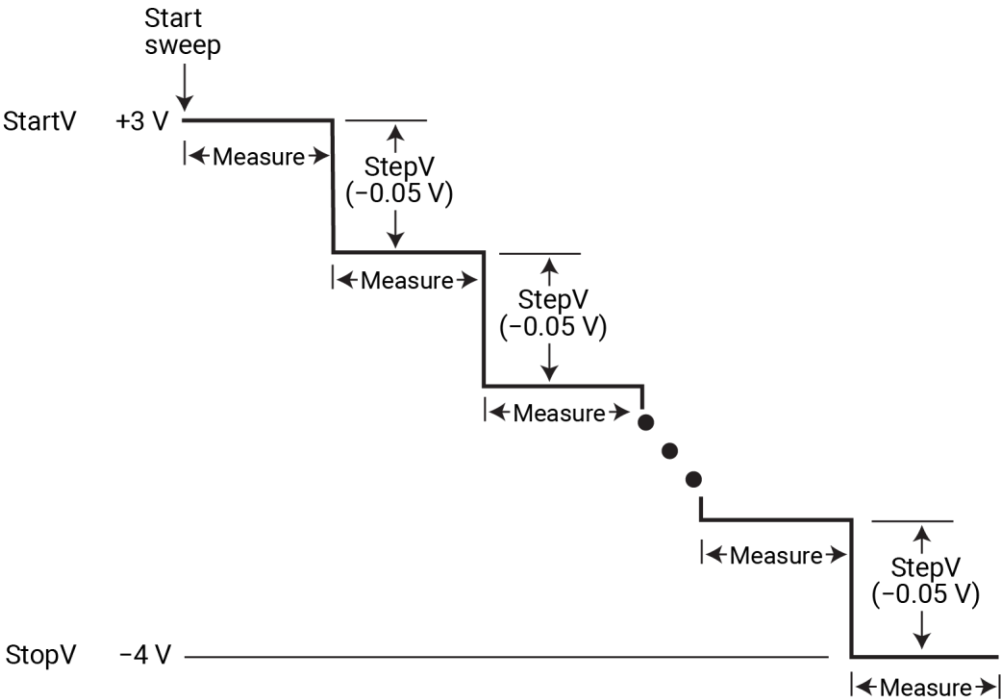 Start
sweep
StartV +3 V
Measure
StepV
(−0.05 V)
Measure
StepV
(−0.05 V)
Measure
Measure
StepV
(−0.05 V)
StopV −4 V
Measure